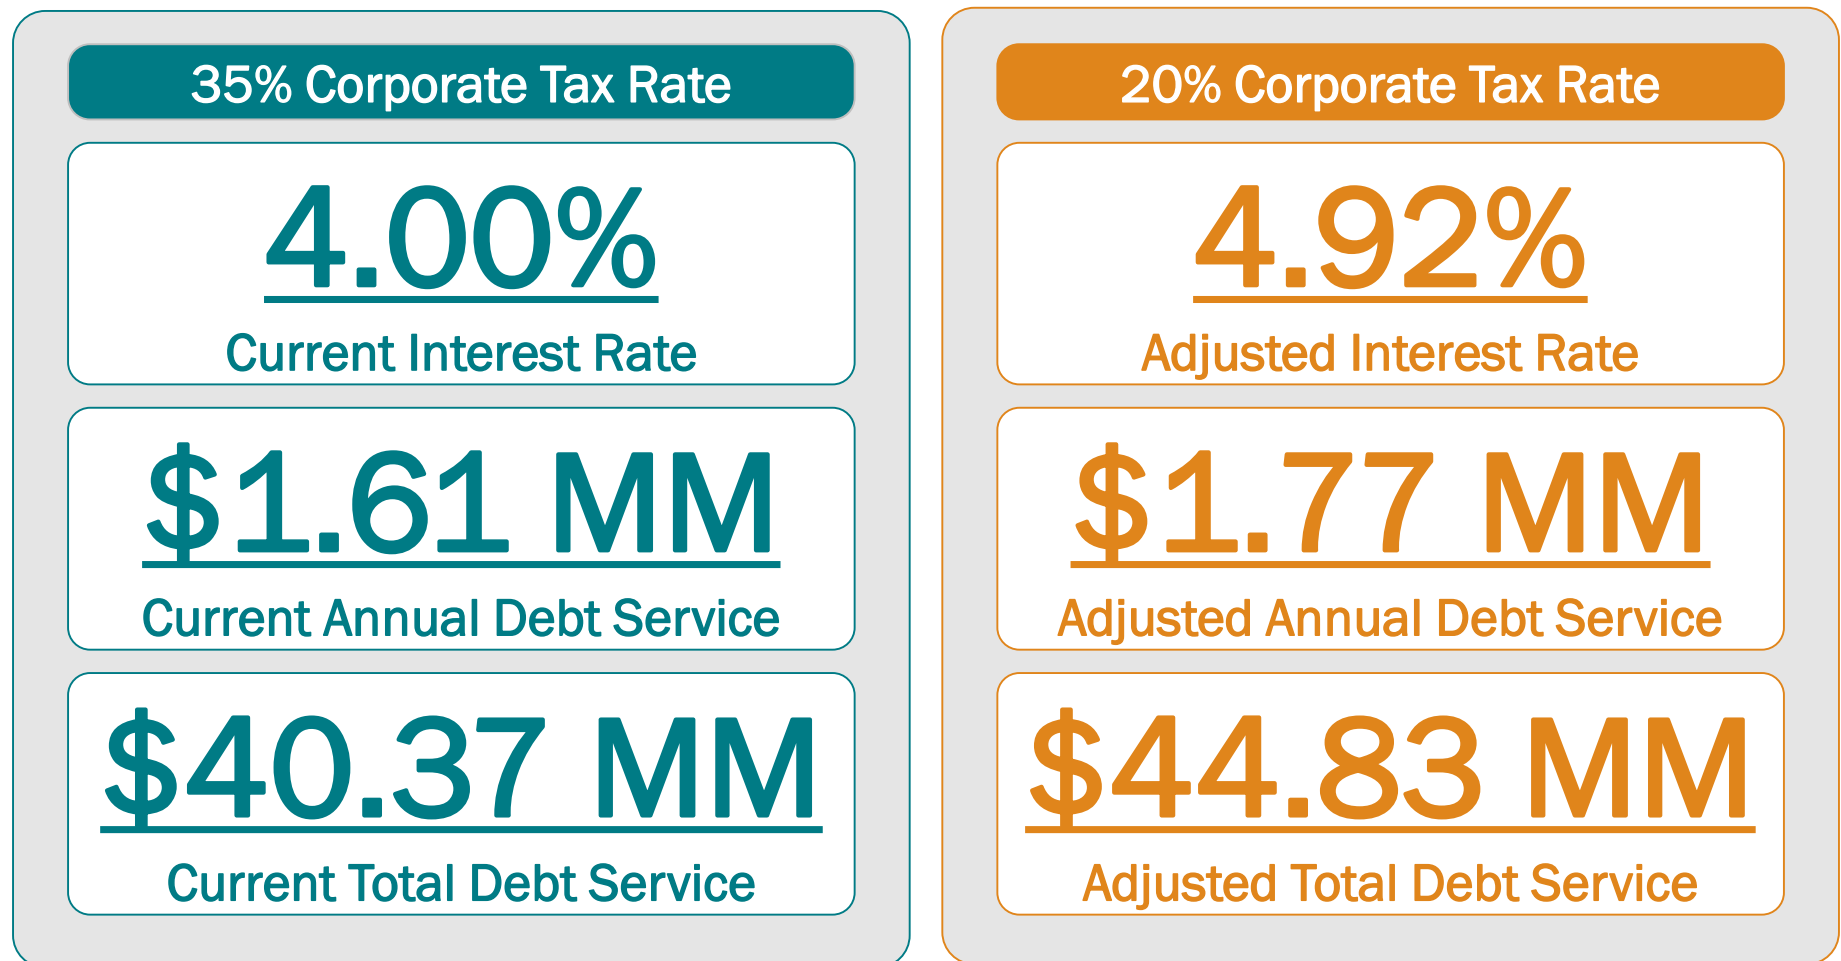 35% Corporate Tax Rate
4.00%
Current Interest Rate
$1.61 MM
Current Annual Debt Service
$40.37 MM
Current Total Debt Service
20% Corporate Tax Rate
4.92%
Adjusted Interest Rate
$1.77 MM
Adjusted Annual Debt Service
$44.83 MM
Adjusted Total Debt Service